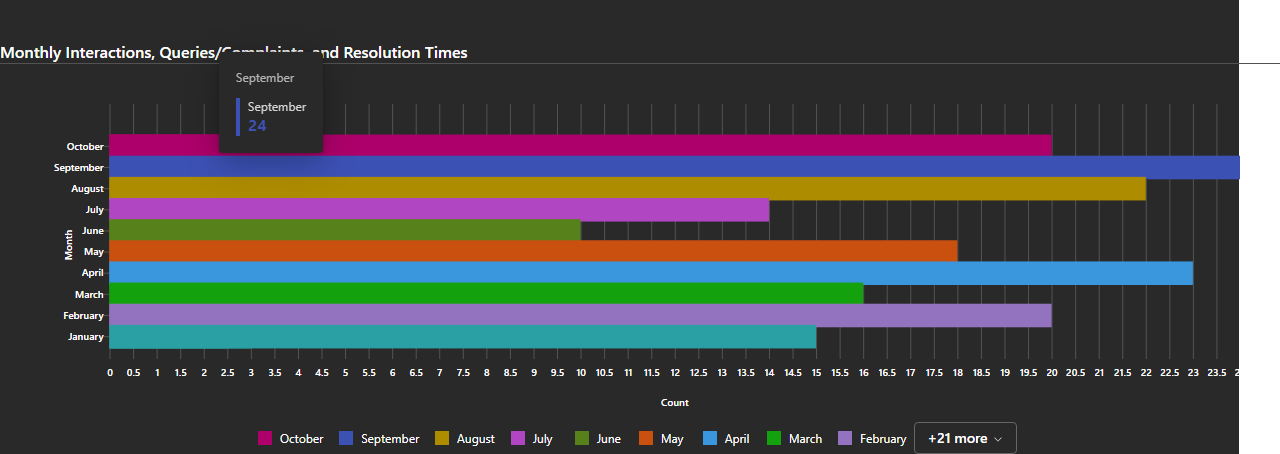 Monthly Interactions, Queries/Complaints, and Resolution Times
September
September
24
October
September
August
July
June
May
April
March
February
January
Month
0 0.5 1 1.5 2 2.5 3 3.5 4 4.5 5 5.5 6 6.5 7 7.5 8 8.5 9 9.5 10 10.5 11 11.5 12 12.5 13 13.5 14 14.5 15 15.5 16 16.5 17 17.5 18 18.5 19 19.5 20 20.5 21 21.5 22 22.5 23 23.5
Count
October September August July June May April March February +21 more